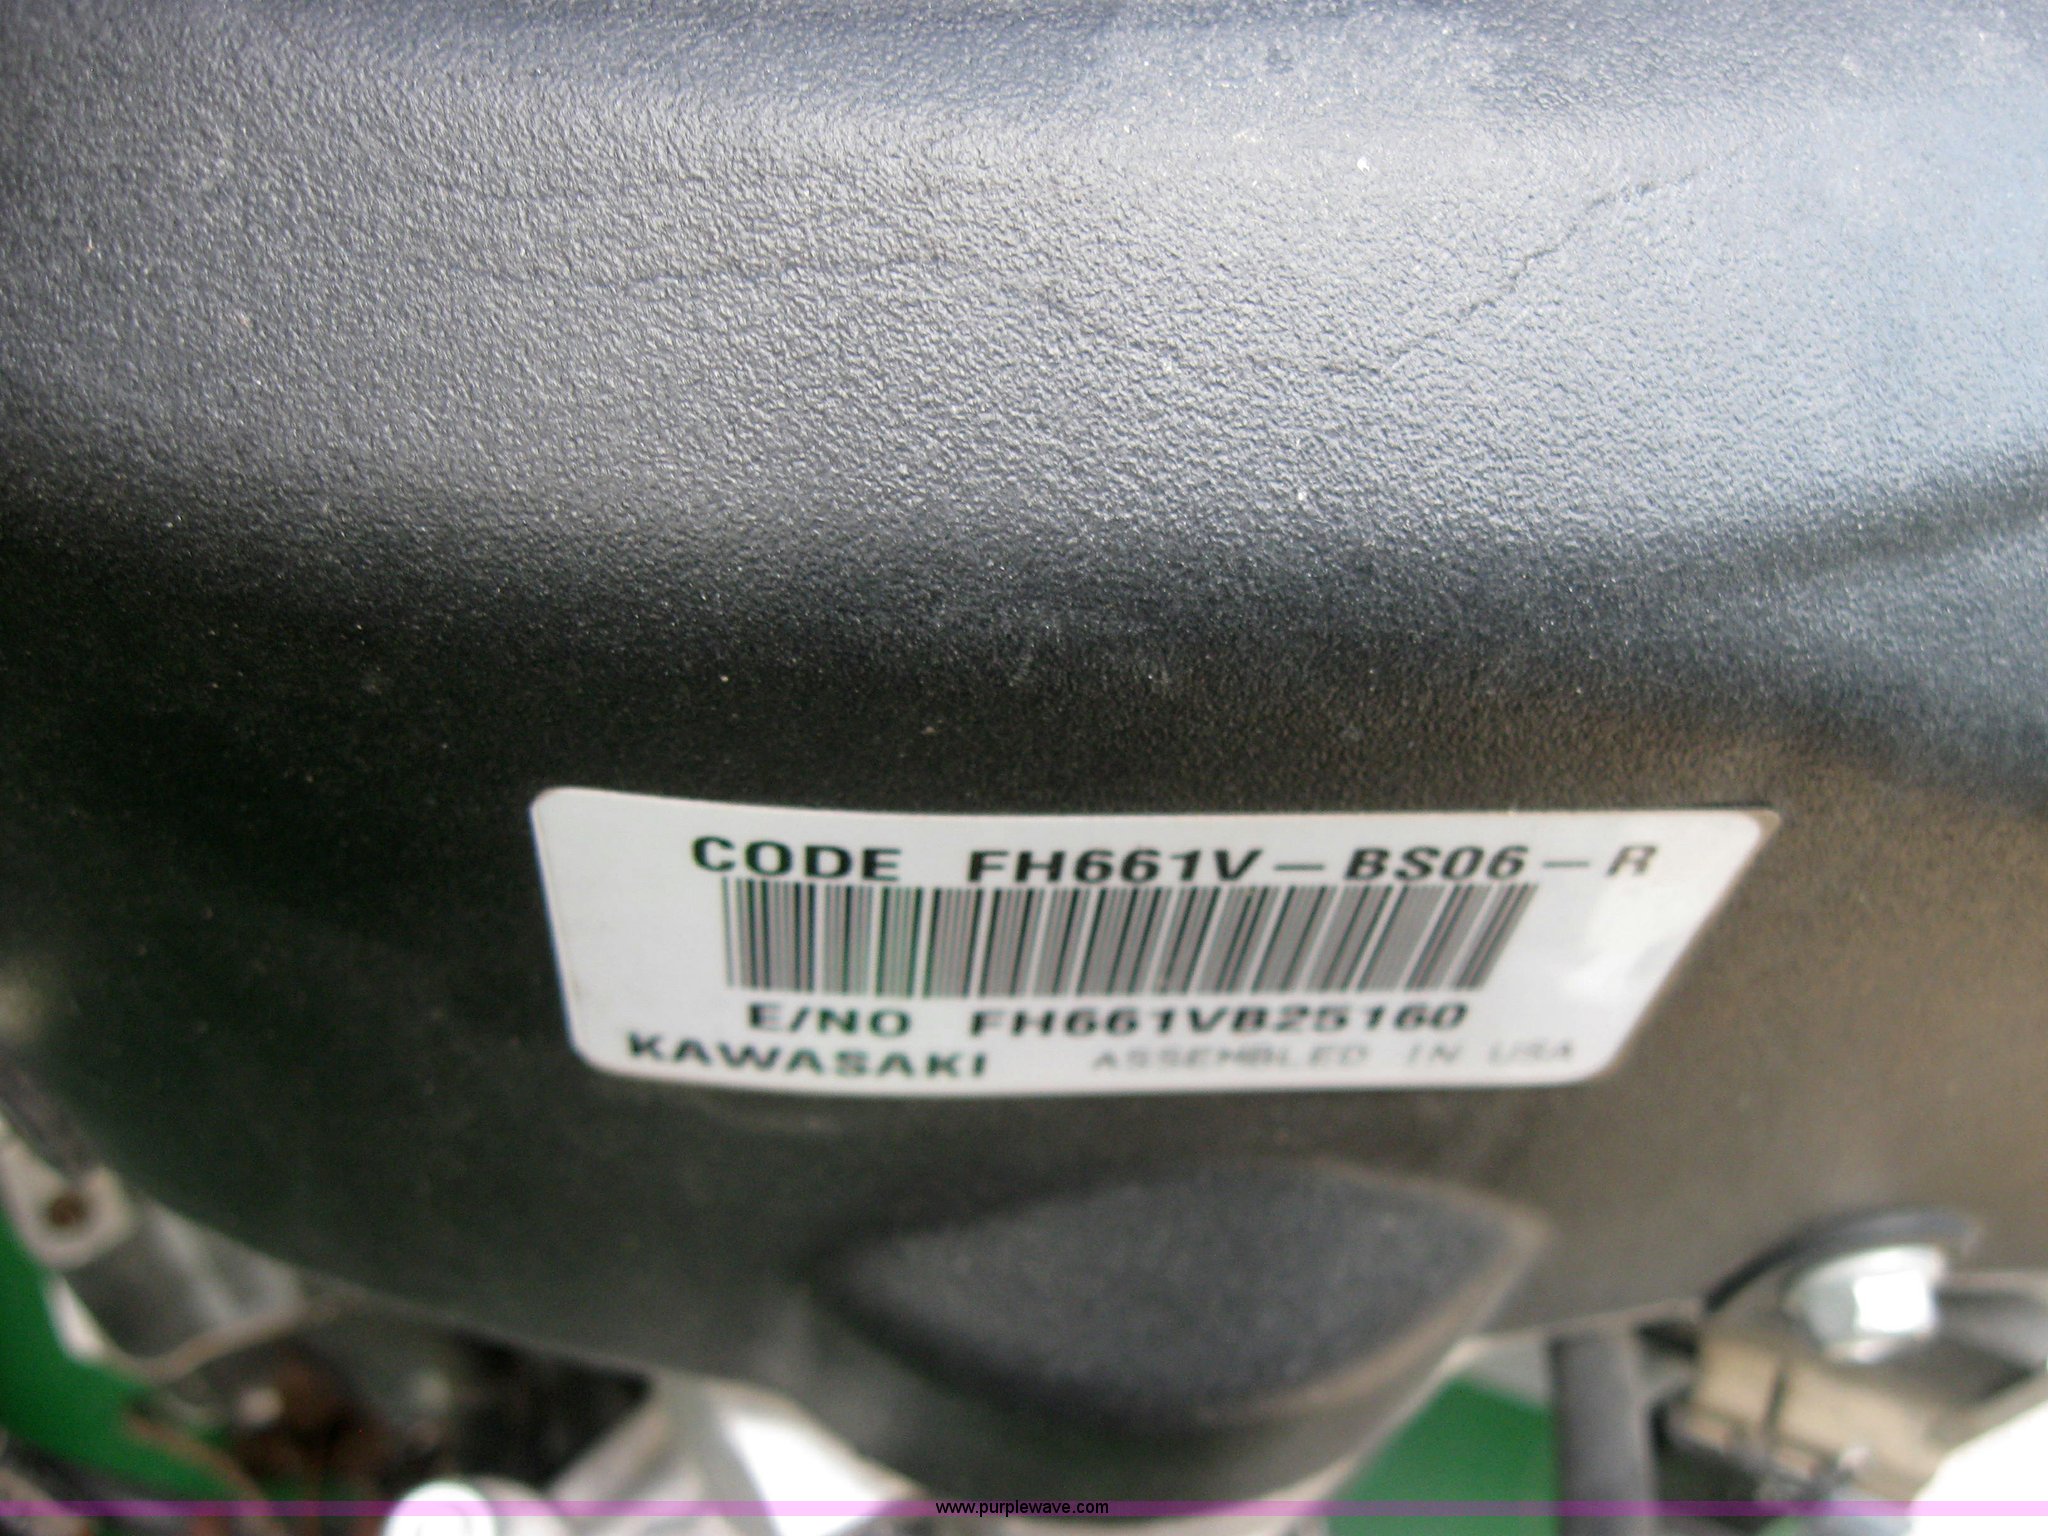 CODE FH661V-BS06-R
E/NO FH661VB25160
KAWASAKI ASSEMBLED IN USA
www.purplewave.com